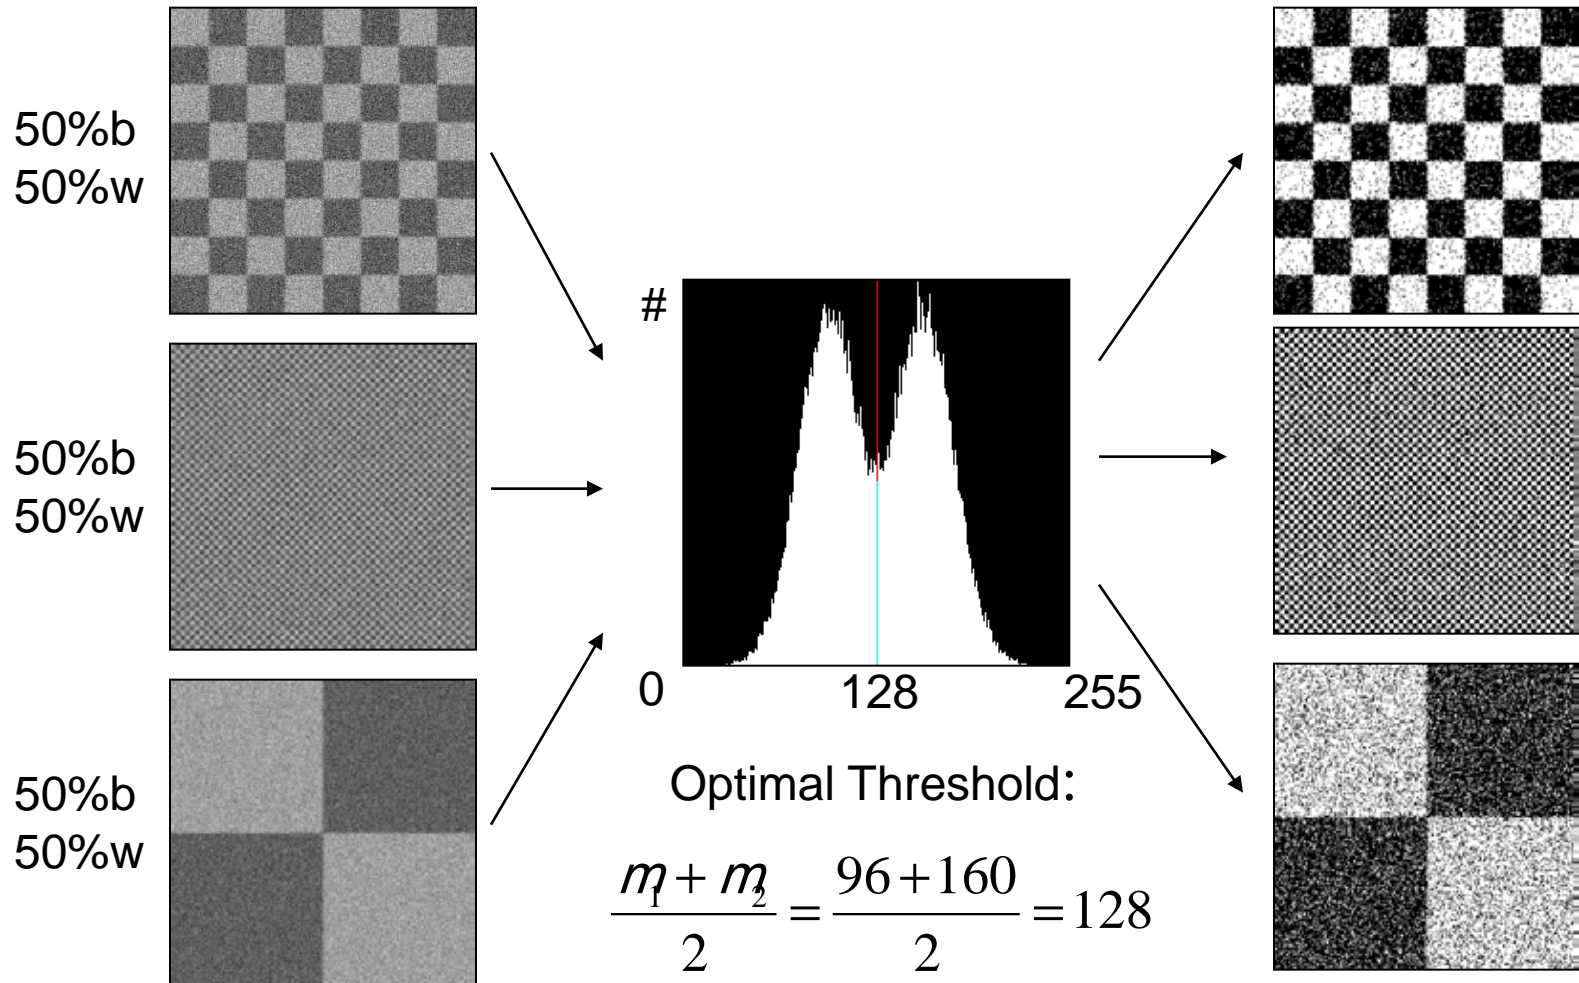 50%b
50%w
50%b
50%w
50%b
50%w
#
0 128 255
Optimal Threshold:
m₁ + m₂ / 2 = 96 + 160 / 2 = 128